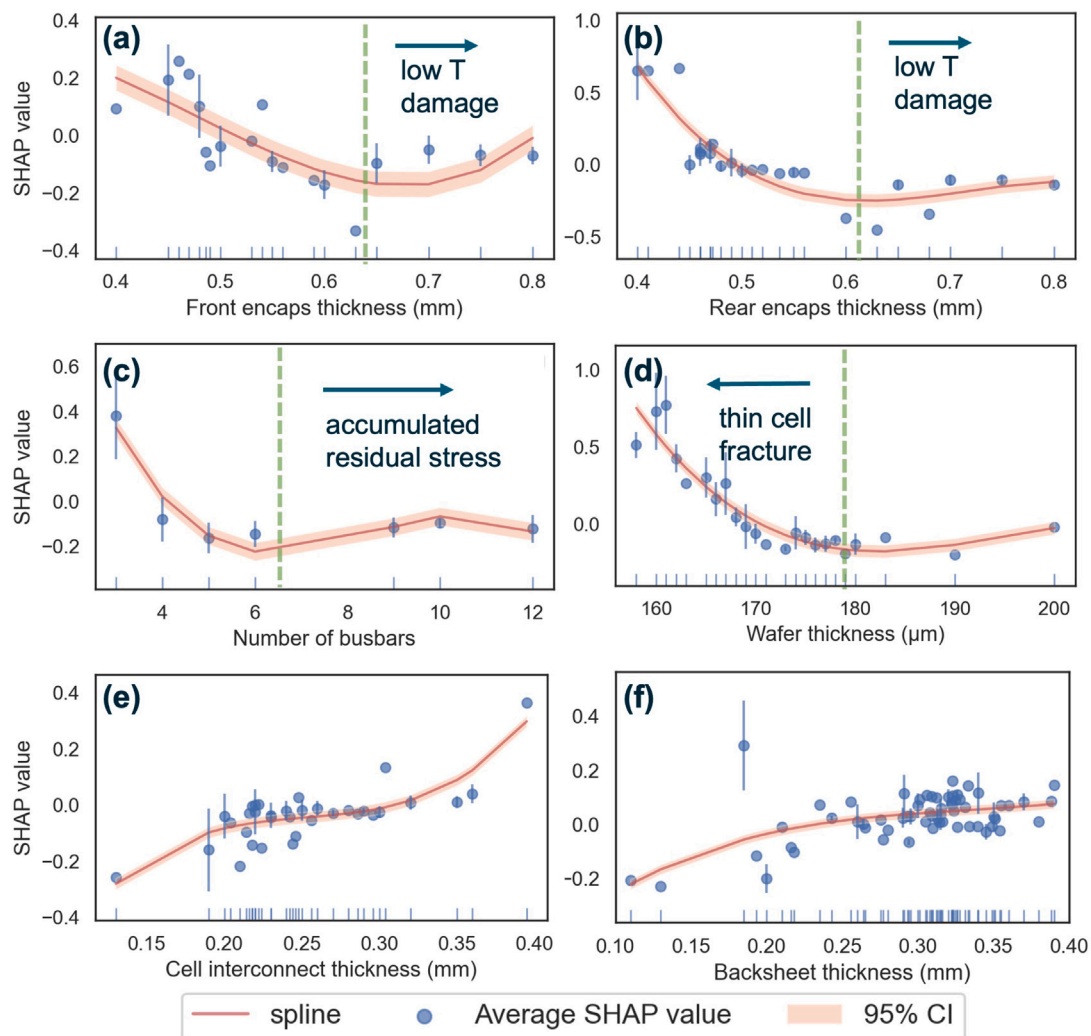 (a)
low T
damage
SHAP value
0.4
0.2
0.0
−0.2
−0.4
0.4
0.5
0.6
0.7
0.8
Front encaps thickness (mm)
(b)
low T
damage
1.0
0.5
0.0
−0.5
0.4
0.5
0.6
0.7
0.8
Rear encaps thickness (mm)
(c)
accumulated
residual stress
SHAP value
0.6
0.4
0.2
0.0
−0.2
4
6
8
10
12
Number of busbars
(d)
thin cell
fracture
1.0
0.5
0.0
160
170
180
190
200
Wafer thickness (μm)
(e)
SHAP value
0.4
0.2
0.0
−0.2
−0.4
0.15
0.20
0.25
0.30
0.35
0.40
Cell interconnect thickness (mm)
(f)
0.4
0.2
0.0
−0.2
0.10
0.15
0.20
0.25
0.30
0.35
0.40
Backsheet thickness (mm)
spline
Average SHAP value
95% CI